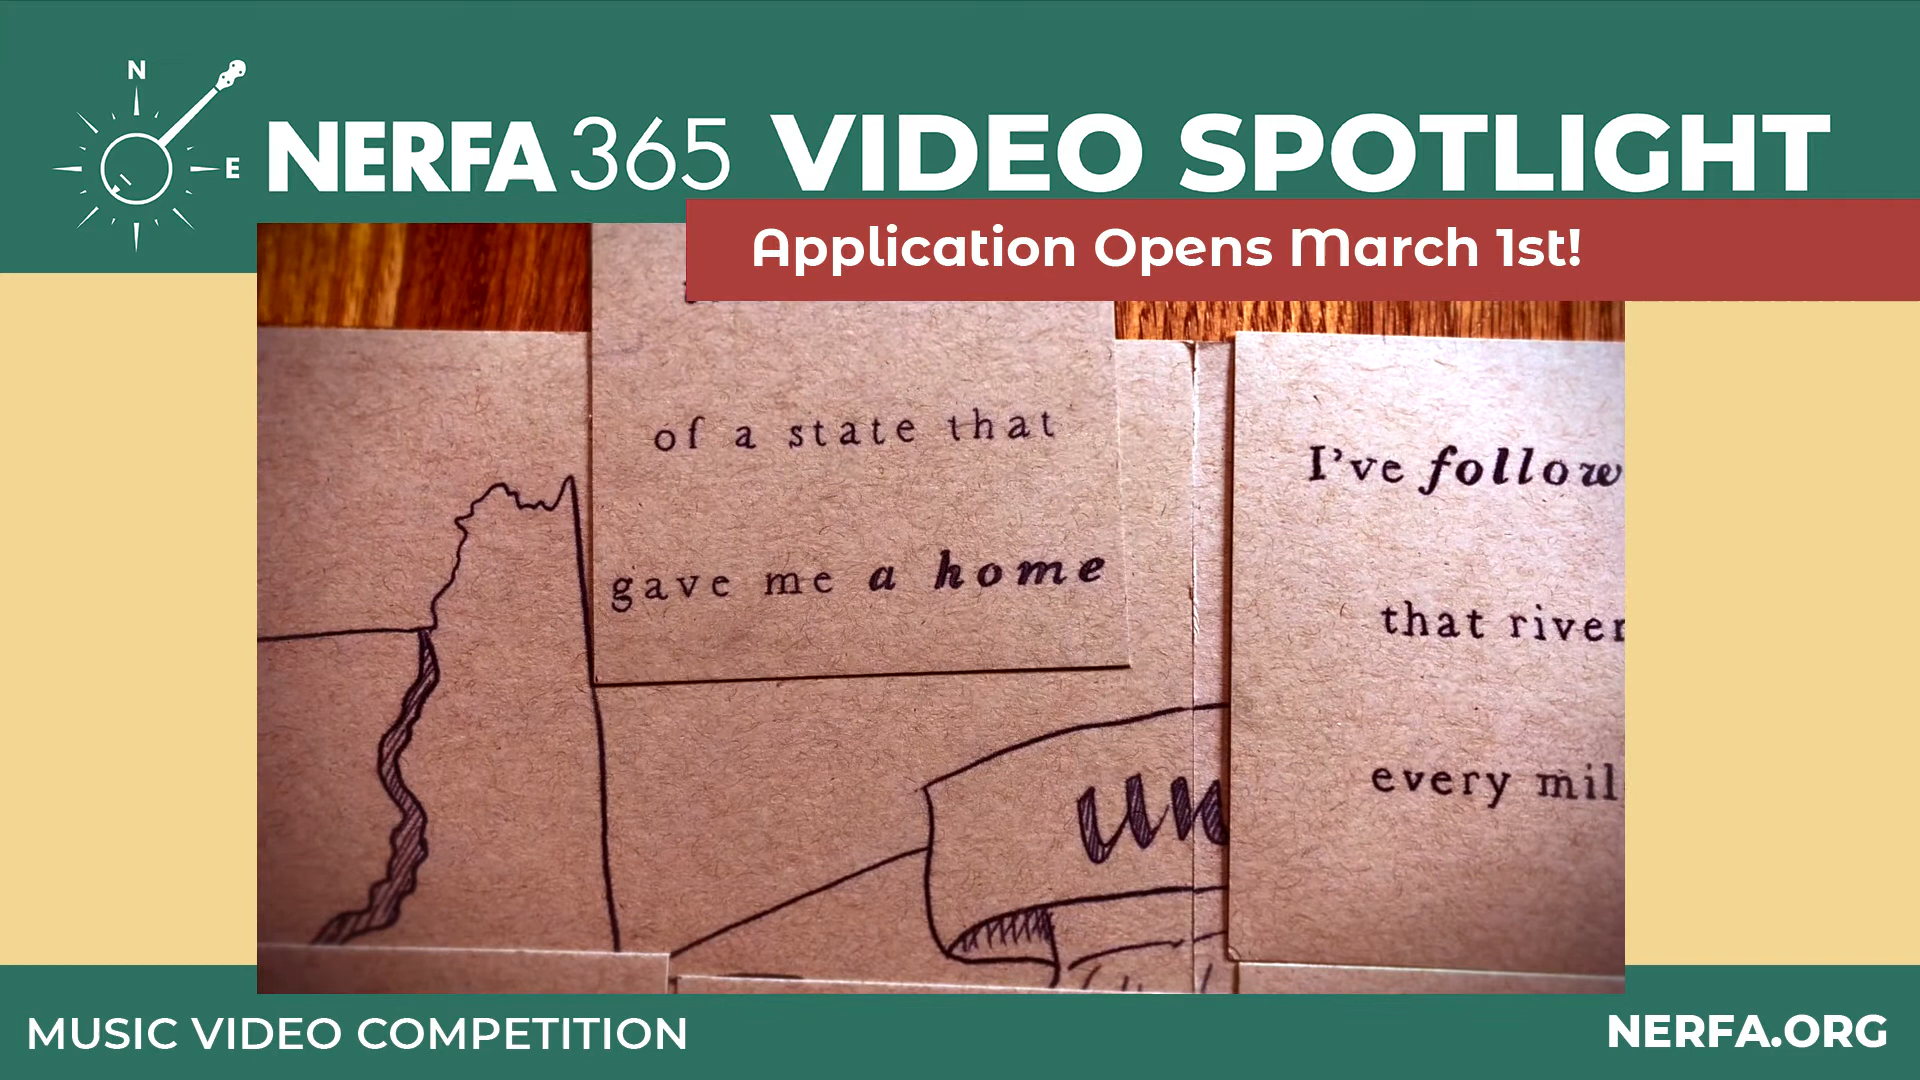 N
E
NERFA 365 VIDEO SPOTLIGHT
Application Opens March 1st!
of a state that
gave me a home
I've follow
that river
every mil
un
MUSIC VIDEO COMPETITION
NERFA.ORG